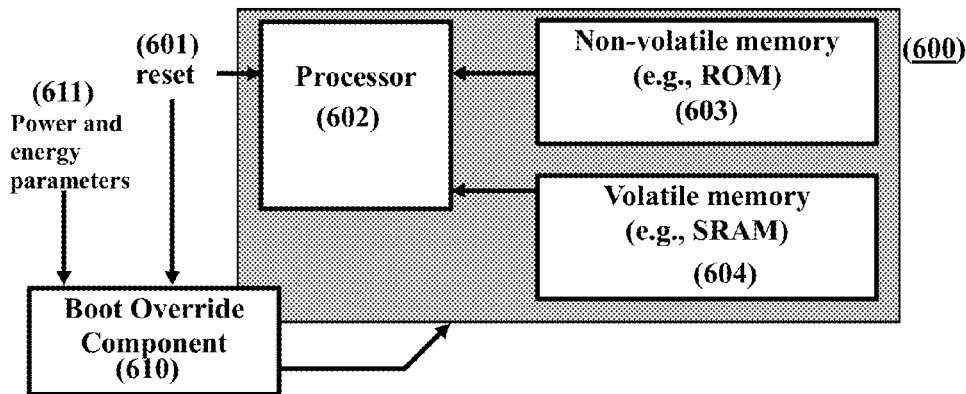 (601)
reset
(611)
Power and
energy
parameters
Processor
(602)
Non-volatile memory
(e.g., ROM)
(603)
(600)
Volatile memory
(e.g., SRAM)
(604)
Boot Override
Component
(610)